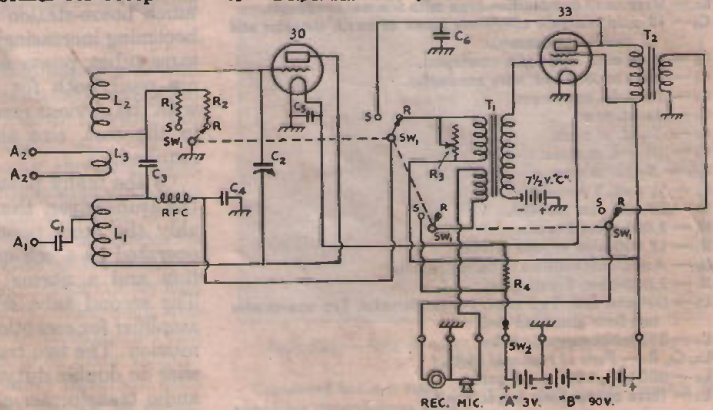 30
33
T2
C6
L2
R1
R2
S
R
SW1
C5
S
R
SW1
T1
A2
A2
L3
C3
C2
R3
7½V. "C".
- +
S
R
SW1
RFC
C4
S
R
SW1
A1
C1
L1
R4
SW2
REC. MIC.
+ "A" 3V. -
- "B" 90V. +